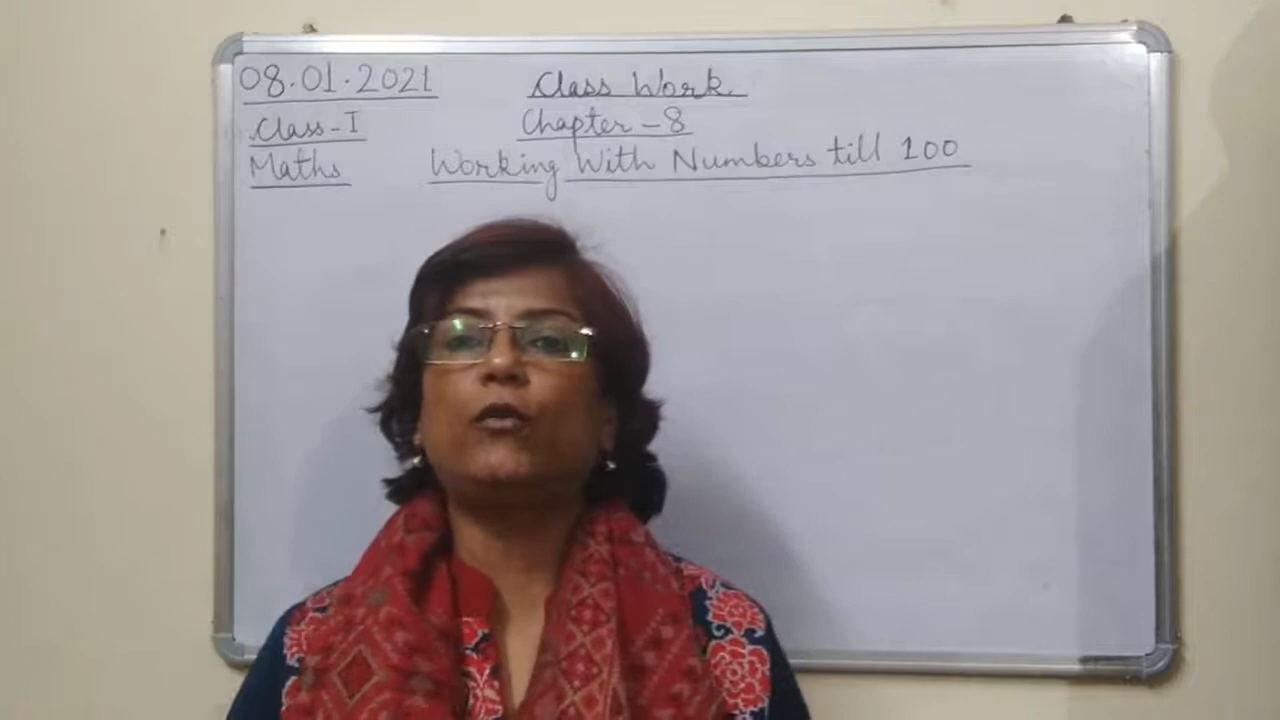 08.01.2021 Class Work
Class-I Chapter-8
Maths Working With Numbers till 100